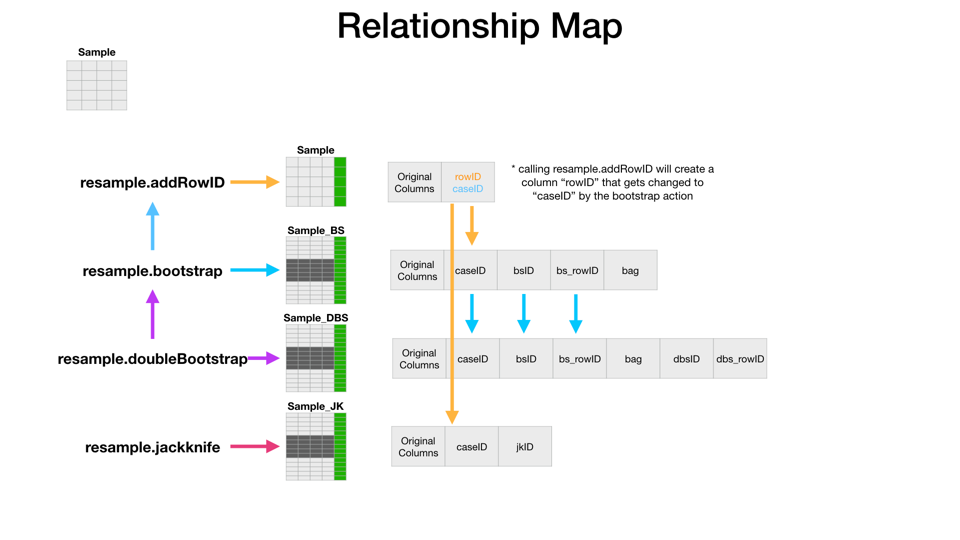 Relationship Map
Sample
Sample
resample.addRowID
Original
Columns
rowID
caseID
* calling resample.addRowID will create a
column “rowID” that gets changed to
“caseID” by the bootstrap action
Sample_BS
resample.bootstrap
Original
Columns
caseID
bsID
bs_rowID
bag
Sample_DBS
resample.doubleBootstrap
Original
Columns
caseID
bsID
bs_rowID
bag
dbsID
dbs_rowID
Sample_JK
resample.jackknife
Original
Columns
caseID
jkID